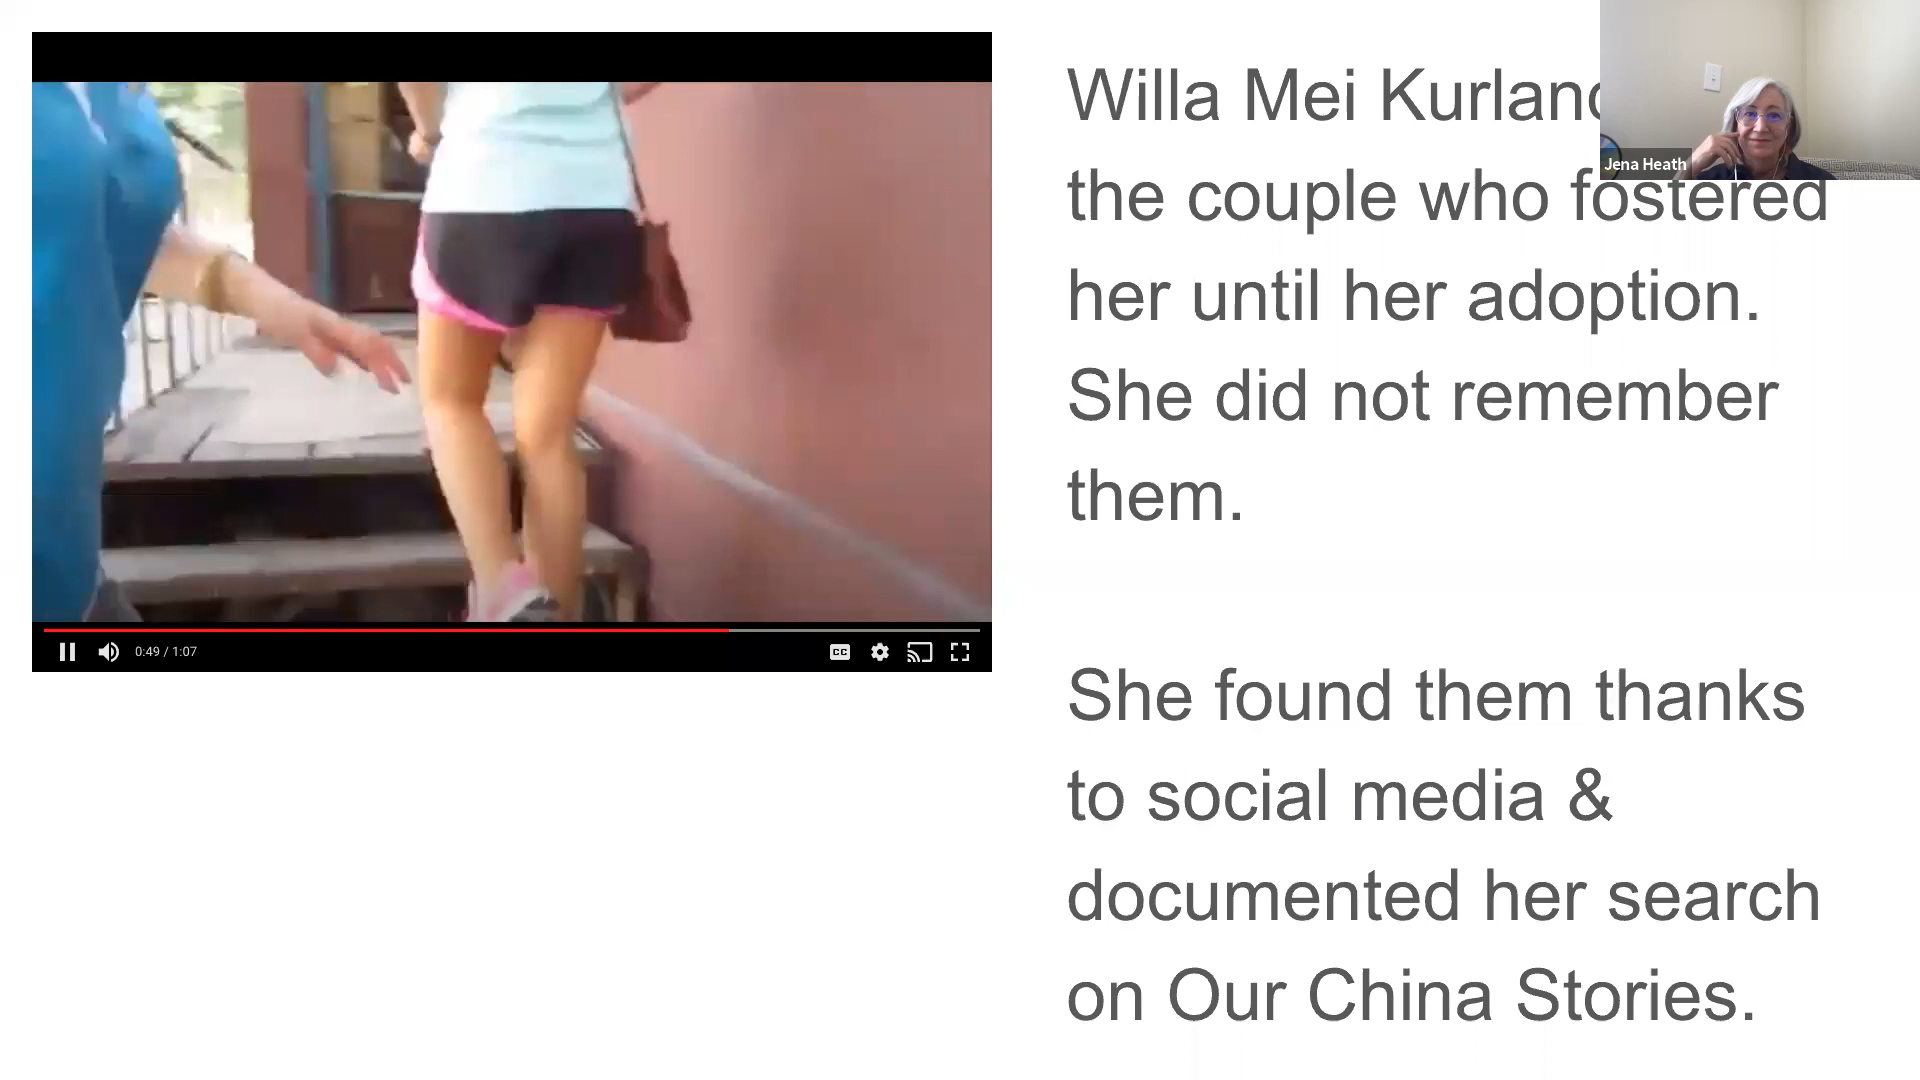 Willa Mei
the couple who fostered
her until her adoption.
She did not remember
them.
She found them thanks
to social media &
documented her search
on Our China Stories.
Jena Heath
0:49 / 1:07
CC